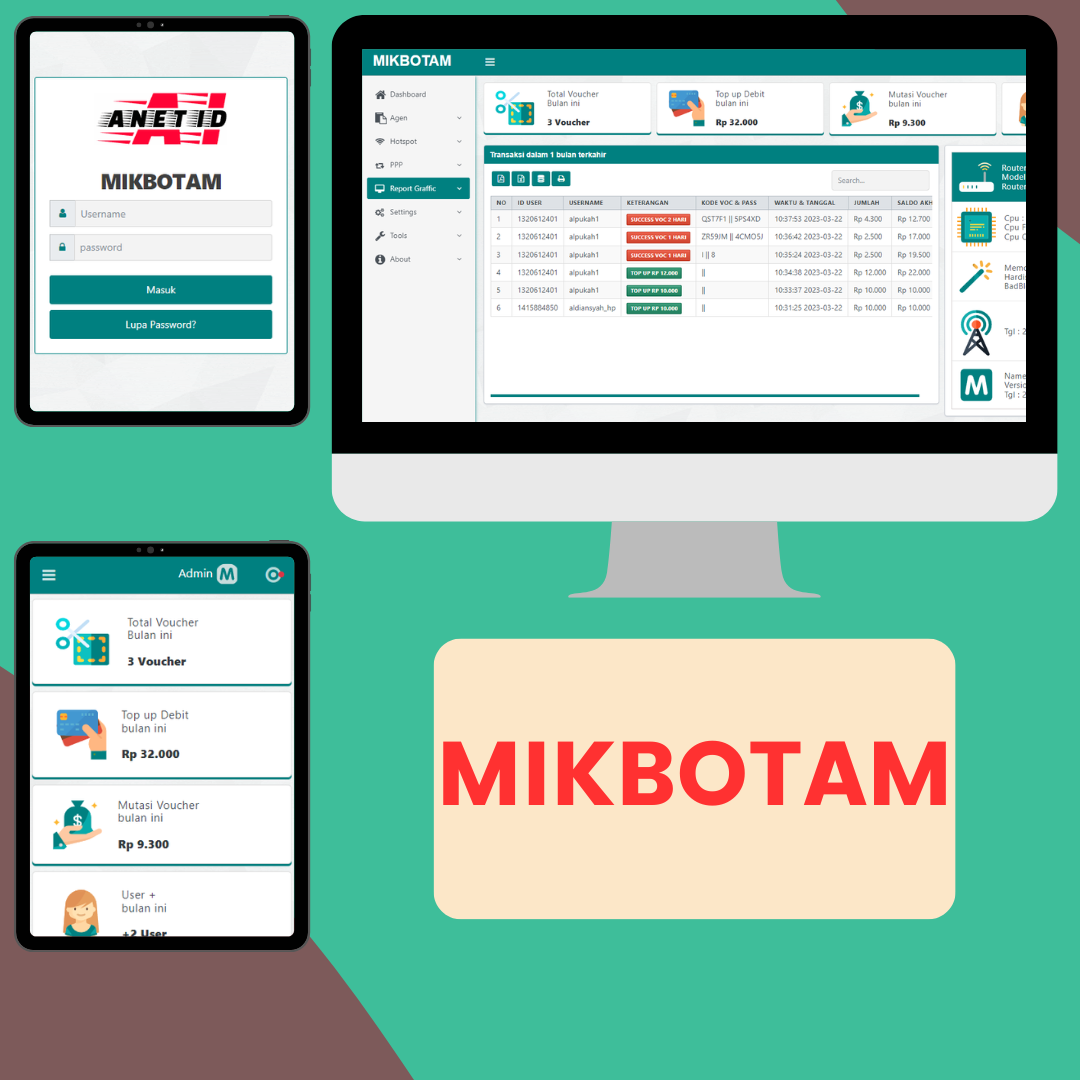 ANET ID
MIKBOTAM
Username
password
Masuk
Lupa Password?
MIKBOTAM
Dashboard
Agen
Hotspot
PPP
Report Graffic
Settings
Tools
About
Total Voucher
Bulan ini
3 Voucher
Top up Debit
bulan ini
Rp 32.000
Mutasi Voucher
bulan ini
Rp 9.300
Transaksi dalam 1 bulan terkahir
Search...
NO ID USER USERNAME KETERANGAN KODE VOC & PASS WAKTU & TANGGAL JUMLAH SALDO AKH
1 1320612401 alpukah1 SUCCESS VOC 2 HARI QST7F1 || 5PS4XD 10:37:53 2023-03-22 Rp 4.300 Rp 12.700
2 1320612401 alpukah1 SUCCESS VOC 1 HARI ZR59JM || 4CMOSJ 10:36:42 2023-03-22 Rp 2.500 Rp 17.000
3 1320612401 alpukah1 SUCCESS VOC 1 HARI I || 8 10:35:24 2023-03-22 Rp 2.500 Rp 19.500
4 1320612401 alpukah1 TOP UP RP 12.000 || 10:34:38 2023-03-22 Rp 12.000 Rp 22.000
5 1320612401 alpukah1 TOP UP RP 10.000 || 10:33:37 2023-03-22 Rp 10.000 Rp 10.000
6 1415884850 aldiansyah_hp TOP UP RP 10.000 || 10:31:25 2023-03-22 Rp 10.000 Rp 10.000
Router
Model
Router
Cpu :
Cpu F
Cpu C
Memo
Hardi
BadBl
Tgl : 2
M
Name
Versio
Tgl : 2
Admin M
Total Voucher
Bulan ini
3 Voucher
Top up Debit
bulan ini
Rp 32.000
Mutasi Voucher
bulan ini
Rp 9.300
User +
bulan ini
+2 User
MIKBOTAM